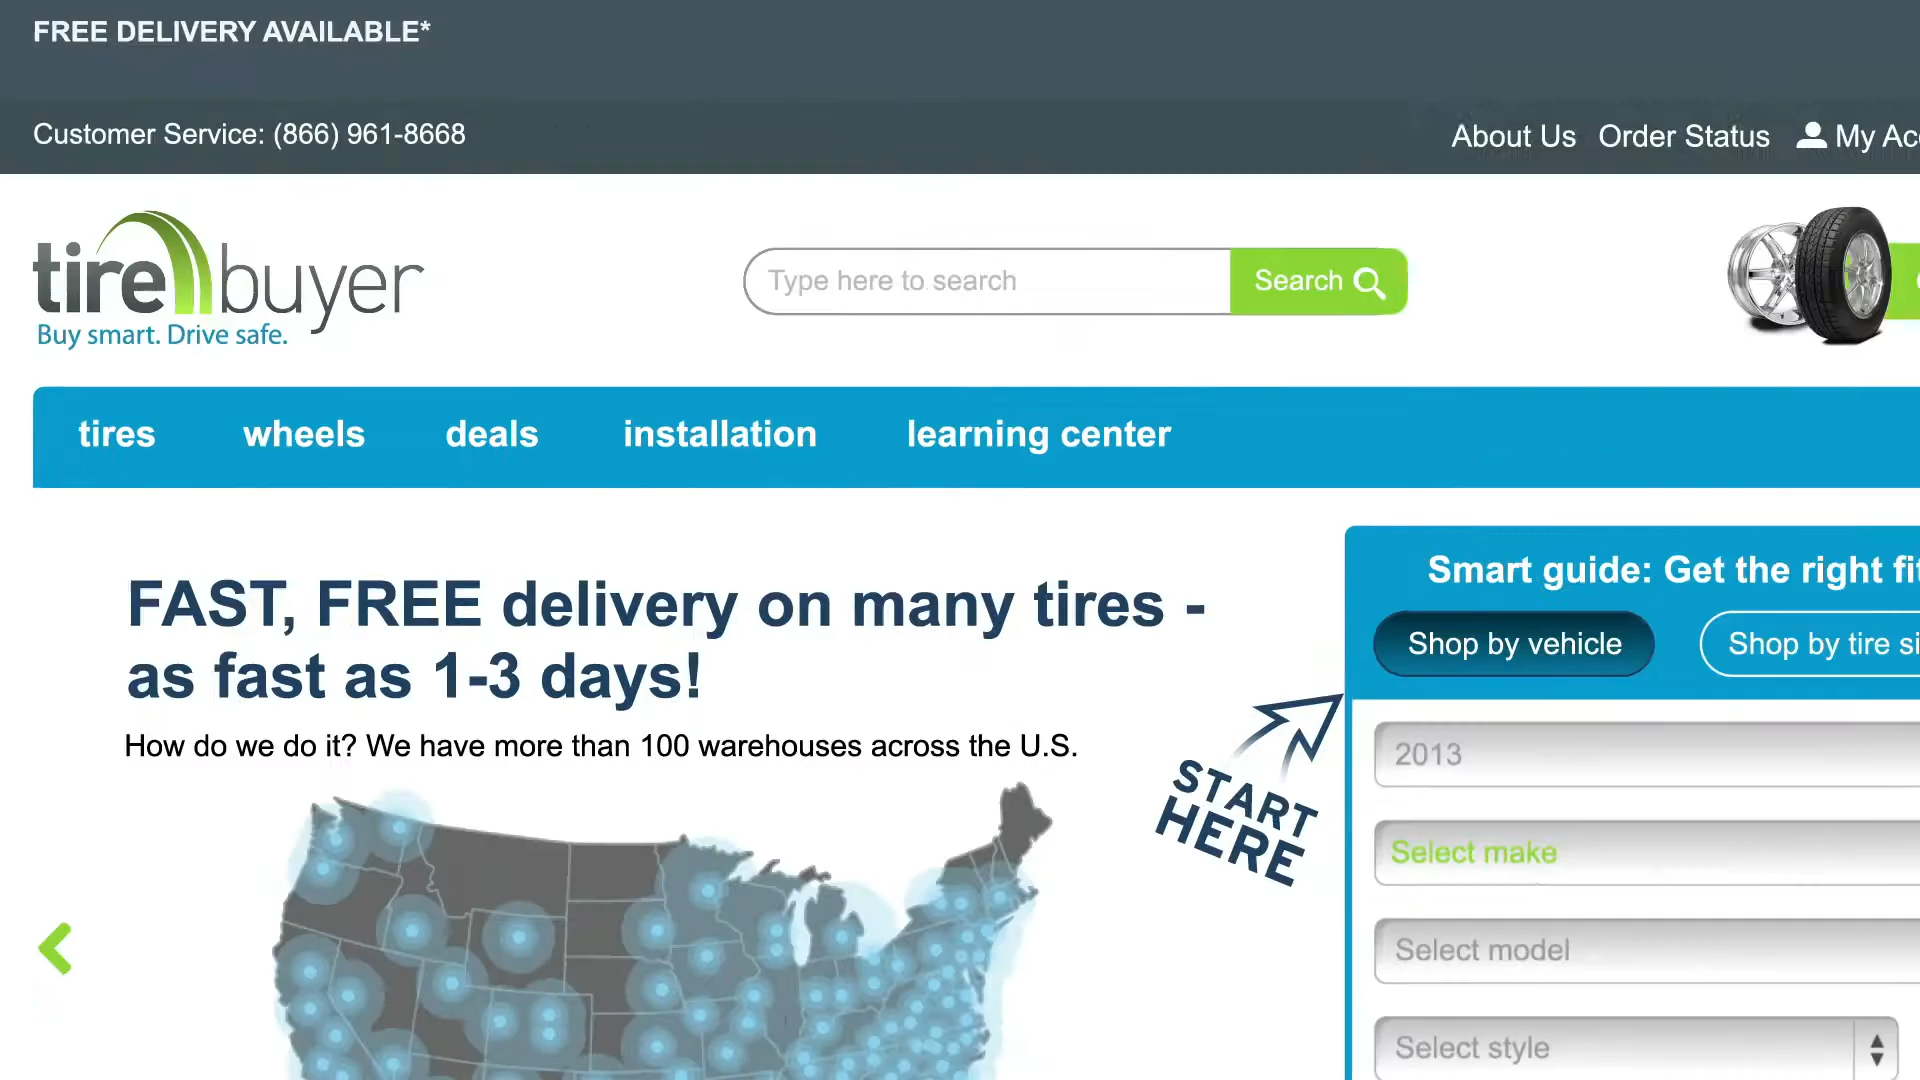 FREE DELIVERY AVAILABLE*
Customer Service: (866) 961-8668
About Us Order Status My Acc
tire buyer
Buy smart. Drive safe.
Type here to search
Search
tires wheels deals installation learning center
FAST, FREE delivery on many tires -
as fast as 1-3 days!
How do we do it? We have more than 100 warehouses across the U.S.
START
HERE
Smart guide: Get the right fit
Shop by vehicle
Shop by tire si
2013
Select make
Select model
Select style